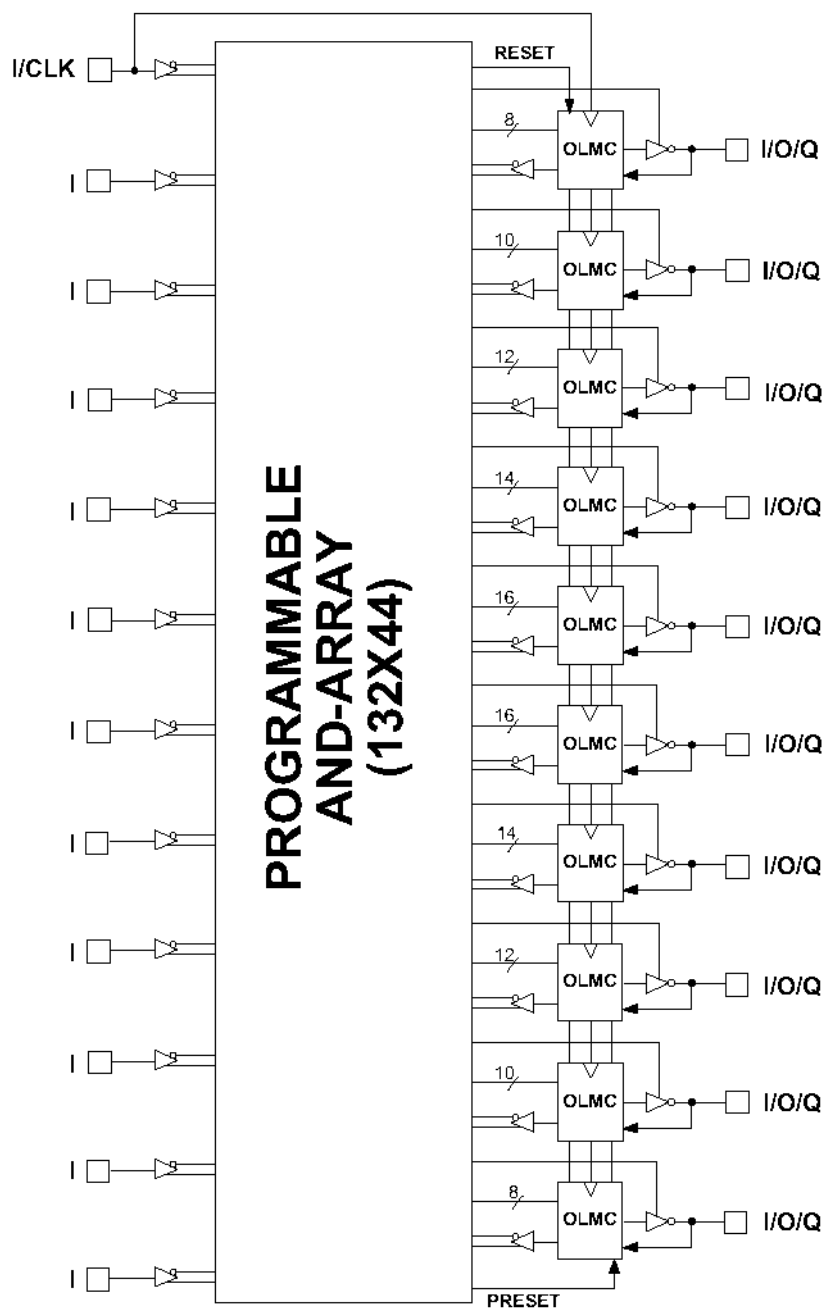 I/CLK
RESET
8
OLMC
I/O/Q
I
10
OLMC
I/O/Q
I
12
OLMC
I/O/Q
I
14
OLMC
I/O/Q
I
16
OLMC
I/O/Q
I
PROGRAMMABLE
AND-ARRAY
(132X44)
16
OLMC
I/O/Q
I
14
OLMC
I/O/Q
I
12
OLMC
I/O/Q
I
10
OLMC
I/O/Q
I
8
OLMC
I/O/Q
I
I
PRESET